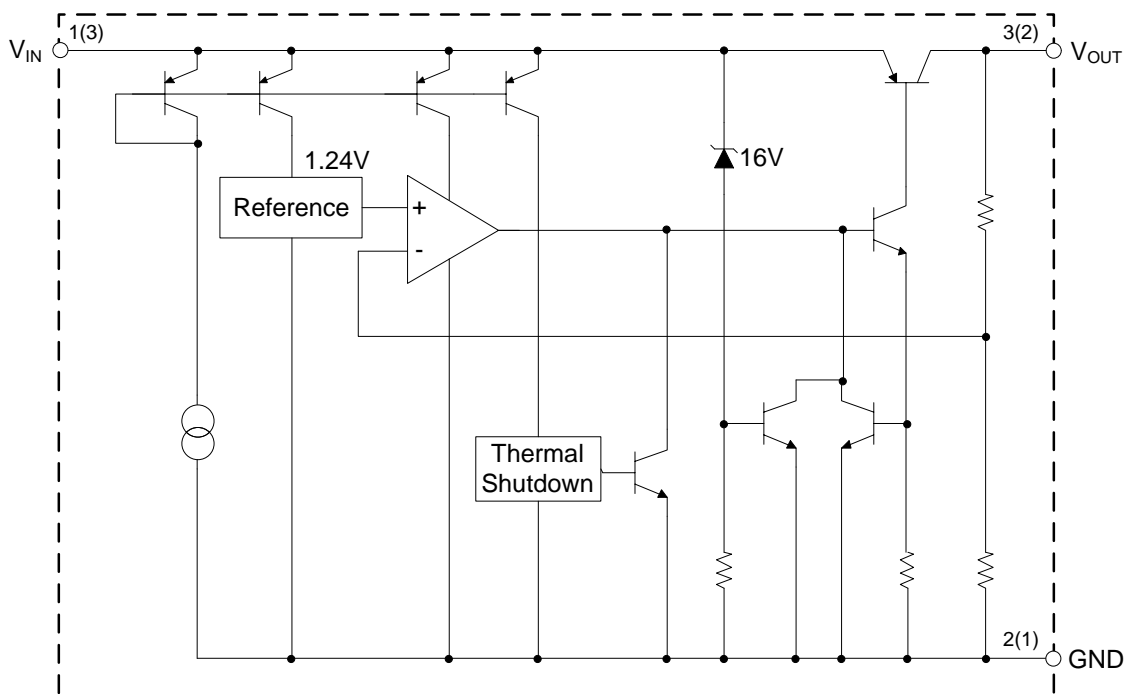 1(3)
V_IN
3(2)
V_OUT
1.24V
16V
Reference
+
-
Thermal
Shutdown
2(1)
GND